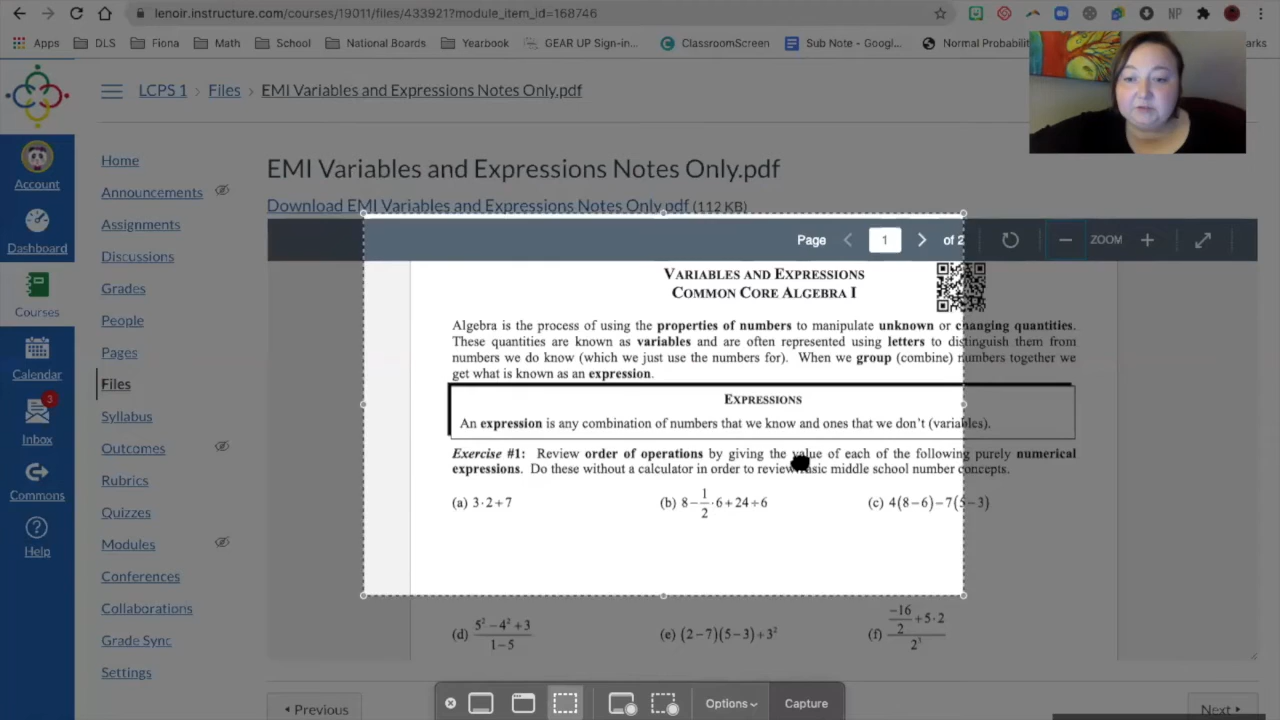 lenoir.instructure.com/courses/19011/files/433921?module_item_id=168746
NP
Apps DLS Fiona Math School National Boards Yearbook GEAR UP Sign-in... ClassroomScreen Sub Note - Googl... Normal Probabilit
LCPS 1 > Files > EMI Variables and Expressions Notes Only.pdf
Account
Dashboard
Courses
Calendar
3
Inbox
Commons
Help
Home
Announcements
Assignments
Discussions
Grades
People
Pages
Files
Syllabus
Outcomes
Rubrics
Quizzes
Modules
Conferences
Collaborations
Grade Sync
Settings
EMI Variables and Expressions Notes Only.pdf
Download EMI Variables and Expressions Notes Only.pdf (112 KB)
Page 1 of 2 ZOOM
VARIABLES AND EXPRESSIONS
COMMON CORE ALGEBRA I
Algebra is the process of using the properties of numbers to manipulate unknown or changing quantities.
These quantities are known as variables and are often represented using letters to distinguish them from
numbers we do know (which we just use the numbers for). When we group (combine) numbers together we
get what is known as an expression.
EXPRESSIONS
An expression is any combination of numbers that we know and ones that we don't (variables).
Exercise #1: Review order of operations by giving the value of each of the following purely numerical
expressions. Do these without a calculator in order to review basic middle school number concepts.
(a) 3·2+7 (b) 8−1/2·6+24÷6 (c) 4(8−6)−7(5−3)
(d) (5²−4²+3)/(1−5) (e) (2−7)(5−3)+3² (f) (−16/2+5·2)/2³
Previous Next
Options Capture